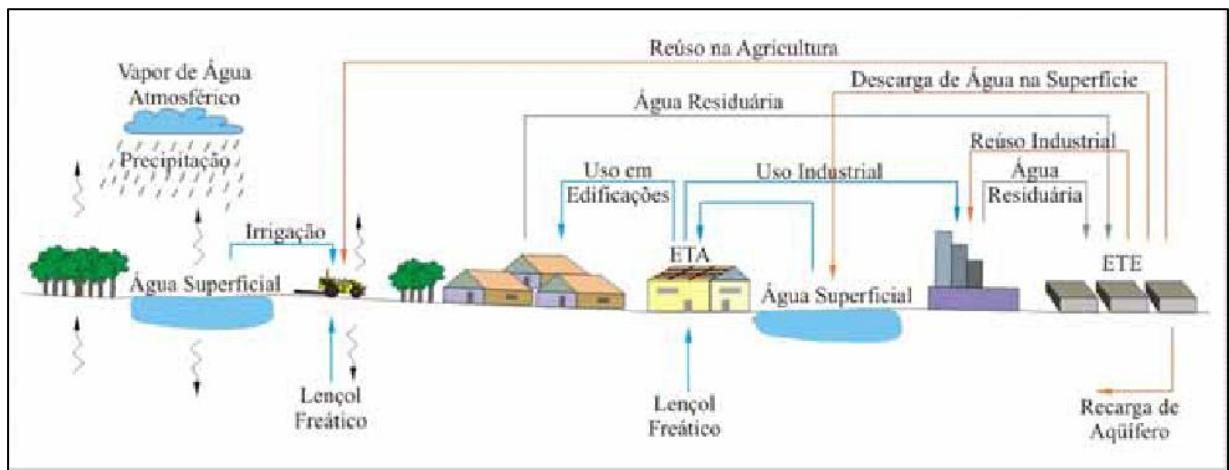 Reúso na Agricultura
Vapor de Água
Atmosférico
Descarga de Água na Superfície
Água Residuária
Precipitação
Reúso Industrial
Uso em
Edificações
Uso Industrial
Água
Residuária
Irrigação
ETA
ETE
Água Superficial
Água Superficial
Lençol
Freático
Lençol
Freático
Recarga de
Aqüífero